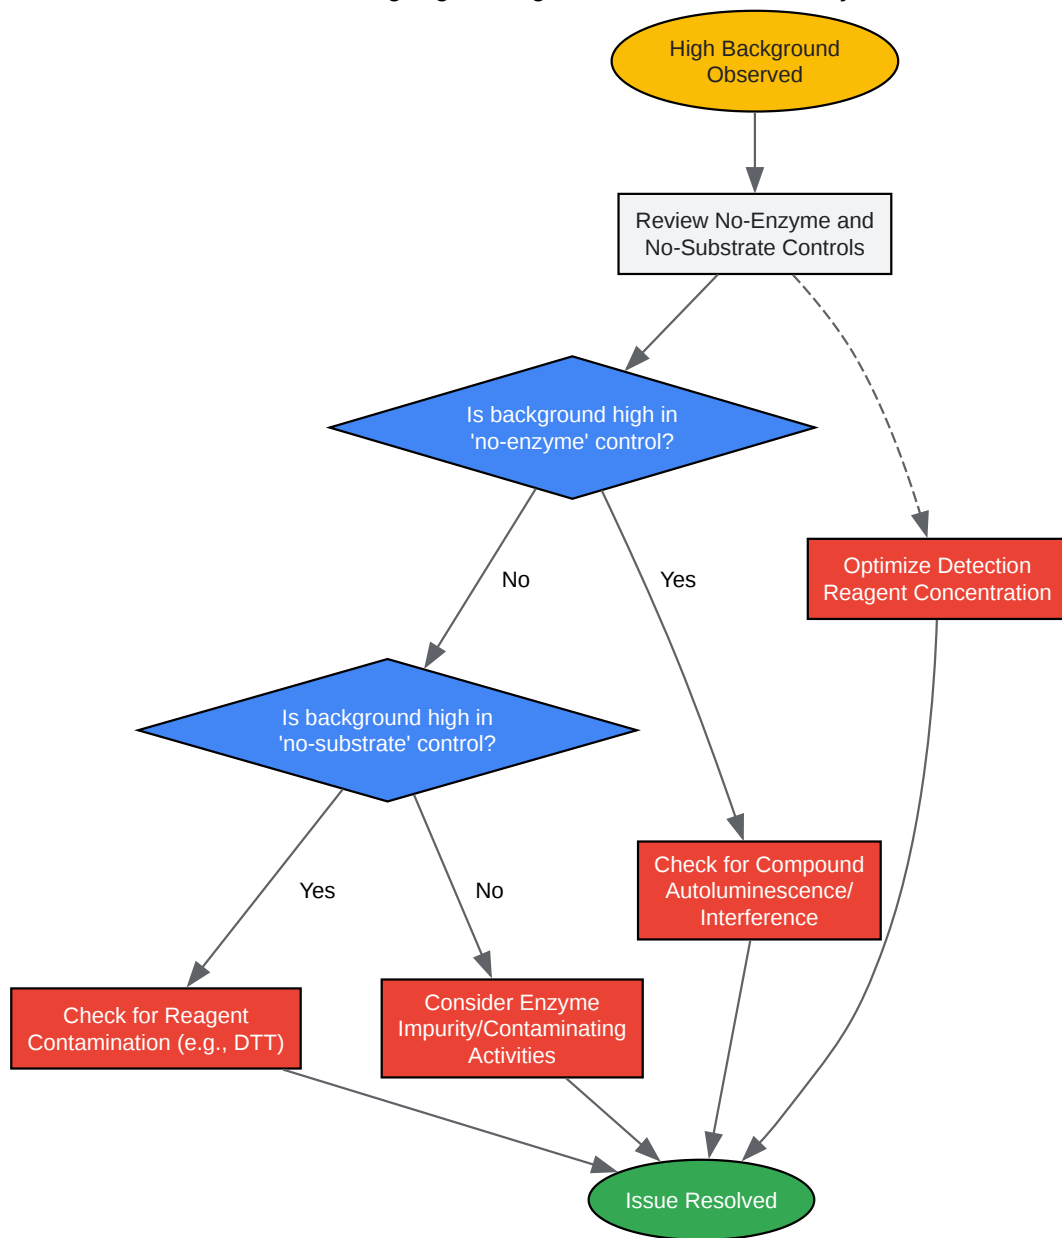 High Background
Observed
Review No-Enzyme and
No-Substrate Controls
Is background high in
'no-enzyme' control?
No
Yes
Optimize Detection
Reagent Concentration
Is background high in
'no-substrate' control?
Yes
No
Check for Compound
Autoluminescence/
Interference
Check for Reagent
Contamination (e.g., DTT)
Consider Enzyme
Impurity/Contaminating
Activities
Issue Resolved